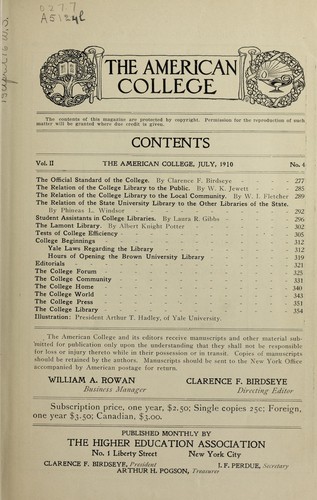 027.7
A512yl
THE AMERICAN
COLLEGE
The contents of this magazine are protected by copyright. Permission for the reproduction of each
matter will be granted where due credit is given.
CONTENTS
Vol. II THE AMERICAN COLLEGE, JULY, 1910 No. 4
The Official Standard of the College. By Clarence F. Birdseye - - - 277
The Relation of the College Library to the Public. By W. K. Jewett - - 285
The Relation of the College Library to the Local Community. By W. I. Fletcher 289
The Relation of the State University Library to the Other Libraries of the State.
By Phineas L. Windsor - - - 292
Student Assistants in College Libraries. By Laura R. Gibbs - - - 296
The Lamont Library. By Albert Knight Potter - - - 302
Tests of College Efficiency - - - 305
College Beginnings - - - 312
Yale Laws Regarding the Library - - - 312
Hours of Opening the Brown University Library - - - 319
Editorials - - - 321
The College Forum - - - 325
The College Community - - - 331
The College Home - - - 340
The College World - - - 343
The College Press - - - 351
The College Library - - - 354
Illustration: President Arthur T. Hadley, of Yale University.
The American College and its editors receive manuscripts and other material sub-
mitted for publication only upon the understanding that they shall not be responsible
for loss or injury thereto while in their possession or in transit. Copies of manuscripts
should be retained by the authors. Manuscripts should be sent to the New York Office
accompanied by American postage for return.
WILLIAM A. ROWAN CLARENCE F. BIRDSEYE
Business Manager Directing Editor
Subscription price, one year, $2.50; Single copies 25c; Foreign,
one year $3.50; Canadian, $3.00.
PUBLISHED MONTHLY BY
THE HIGHER EDUCATION ASSOCIATION
No. 1 Liberty Street New York City
CLARENCE F. BIRDSEYE, President I. F. PERDUE, Secretary
ARTHUR H. POGSON, Treasurer